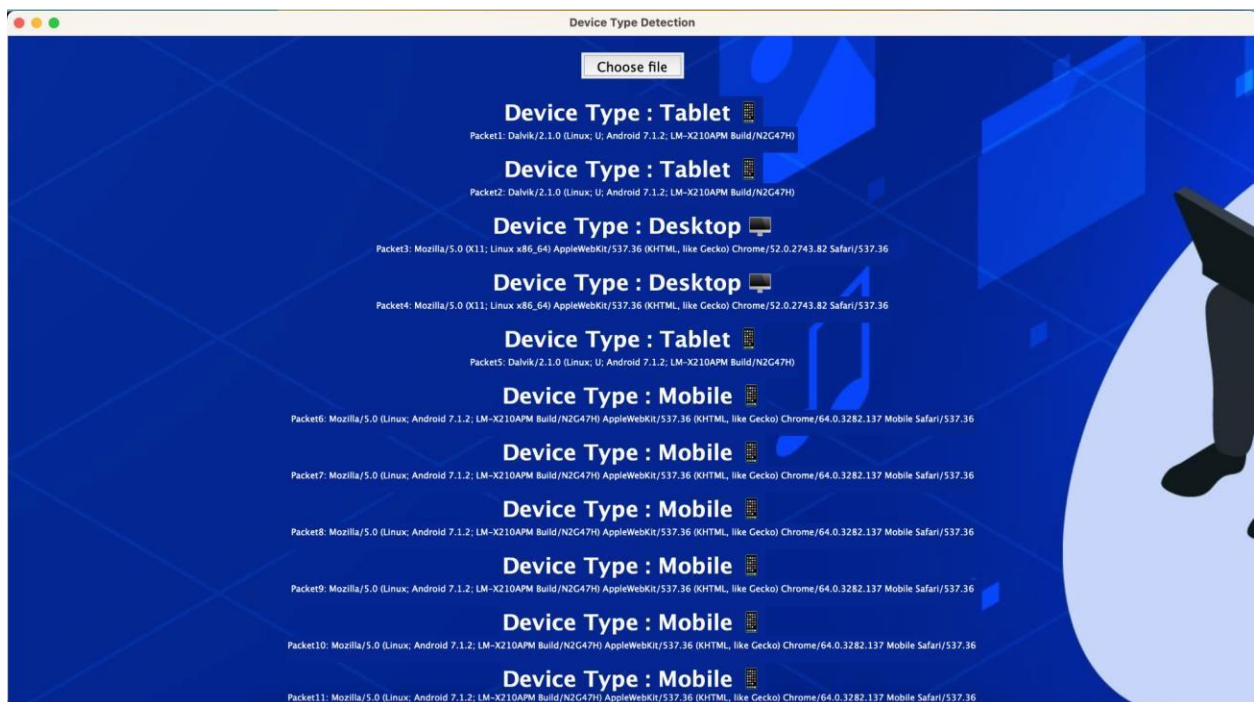 Device Type Detection
Choose file
Device Type : Tablet
Packet1: Dalvik/2.1.0 (Linux; U; Android 7.1.2; LM-X210APM Build/N2G47H)
Device Type : Tablet
Packet2: Dalvik/2.1.0 (Linux; U; Android 7.1.2; LM-X210APM Build/N2G47H)
Device Type : Desktop
Packet3: Mozilla/5.0 (X11; Linux x86_64) AppleWebKit/537.36 (KHTML, like Gecko) Chrome/52.0.2743.82 Safari/537.36
Device Type : Desktop
Packet4: Mozilla/5.0 (X11; Linux x86_64) AppleWebKit/537.36 (KHTML, like Gecko) Chrome/52.0.2743.82 Safari/537.36
Device Type : Tablet
Packet5: Dalvik/2.1.0 (Linux; U; Android 7.1.2; LM-X210APM Build/N2G47H)
Device Type : Mobile
Packet6: Mozilla/5.0 (Linux; Android 7.1.2; LM-X210APM Build/N2G47H) AppleWebKit/537.36 (KHTML, like Gecko) Chrome/64.0.3282.137 Mobile Safari/537.36
Device Type : Mobile
Packet7: Mozilla/5.0 (Linux; Android 7.1.2; LM-X210APM Build/N2G47H) AppleWebKit/537.36 (KHTML, like Gecko) Chrome/64.0.3282.137 Mobile Safari/537.36
Device Type : Mobile
Packet8: Mozilla/5.0 (Linux; Android 7.1.2; LM-X210APM Build/N2G47H) AppleWebKit/537.36 (KHTML, like Gecko) Chrome/64.0.3282.137 Mobile Safari/537.36
Device Type : Mobile
Packet9: Mozilla/5.0 (Linux; Android 7.1.2; LM-X210APM Build/N2G47H) AppleWebKit/537.36 (KHTML, like Gecko) Chrome/64.0.3282.137 Mobile Safari/537.36
Device Type : Mobile
Packet10: Mozilla/5.0 (Linux; Android 7.1.2; LM-X210APM Build/N2G47H) AppleWebKit/537.36 (KHTML, like Gecko) Chrome/64.0.3282.137 Mobile Safari/537.36
Device Type : Mobile
Packet11: Mozilla/5.0 (Linux; Android 7.1.2; LM-X210APM Build/N2G47H) AppleWebKit/537.36 (KHTML, like Gecko) Chrome/64.0.3282.137 Mobile Safari/537.36